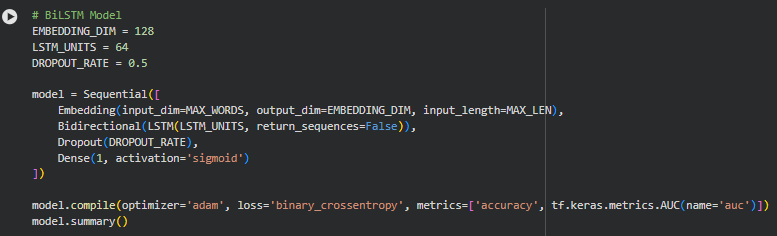 # BiLSTM Model
EMBEDDING_DIM = 128
LSTM_UNITS = 64
DROPOUT_RATE = 0.5

model = Sequential([
    Embedding(input_dim=MAX_WORDS, output_dim=EMBEDDING_DIM, input_length=MAX_LEN),
    Bidirectional(LSTM(LSTM_UNITS, return_sequences=False)),
    Dropout(DROPOUT_RATE),
    Dense(1, activation='sigmoid')
])

model.compile(optimizer='adam', loss='binary_crossentropy', metrics=['accuracy', tf.keras.metrics.AUC(name='auc')])
model.summary()